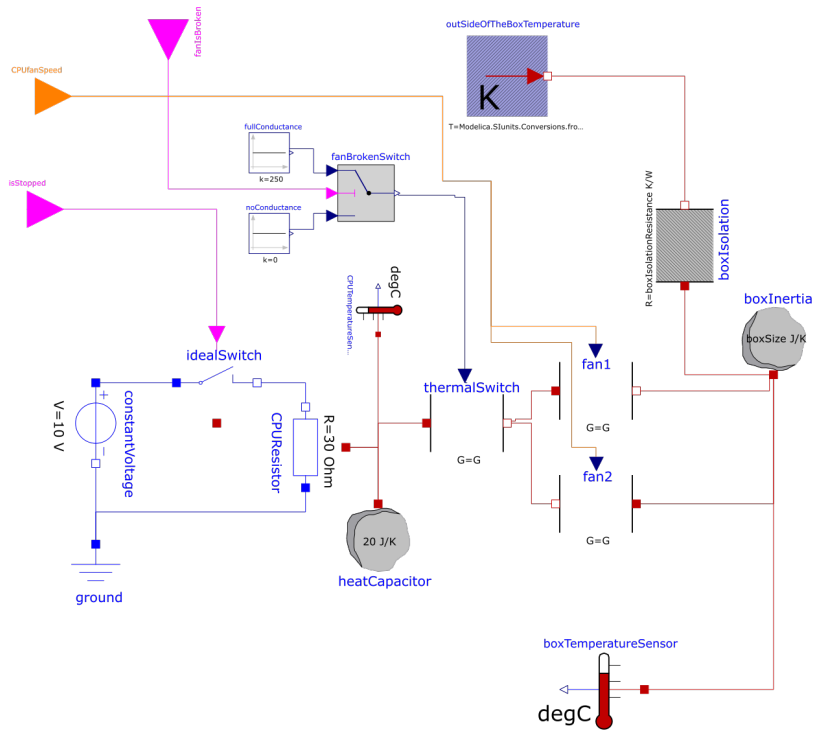 fanIsBroken
outSideOfTheBoxTemperature
CPUfanSpeed
K
T=Modelica.SIunits.Conversions.fro...
fullConductance
k=250
fanBrokenSwitch
isStopped
noConductance
k=0
R=boxIsolationResistance K/W
boxIsolation
degC
CPUTemperatureSen...
boxInertia
boxSize J/K
idealSwitch
fan1
thermalSwitch
G=G
G=G
V=10 V
+
constantVoltage
CPUResistor
R=30 Ohm
fan2
G=G
20 J/K
heatCapacitor
ground
boxTemperatureSensor
degC